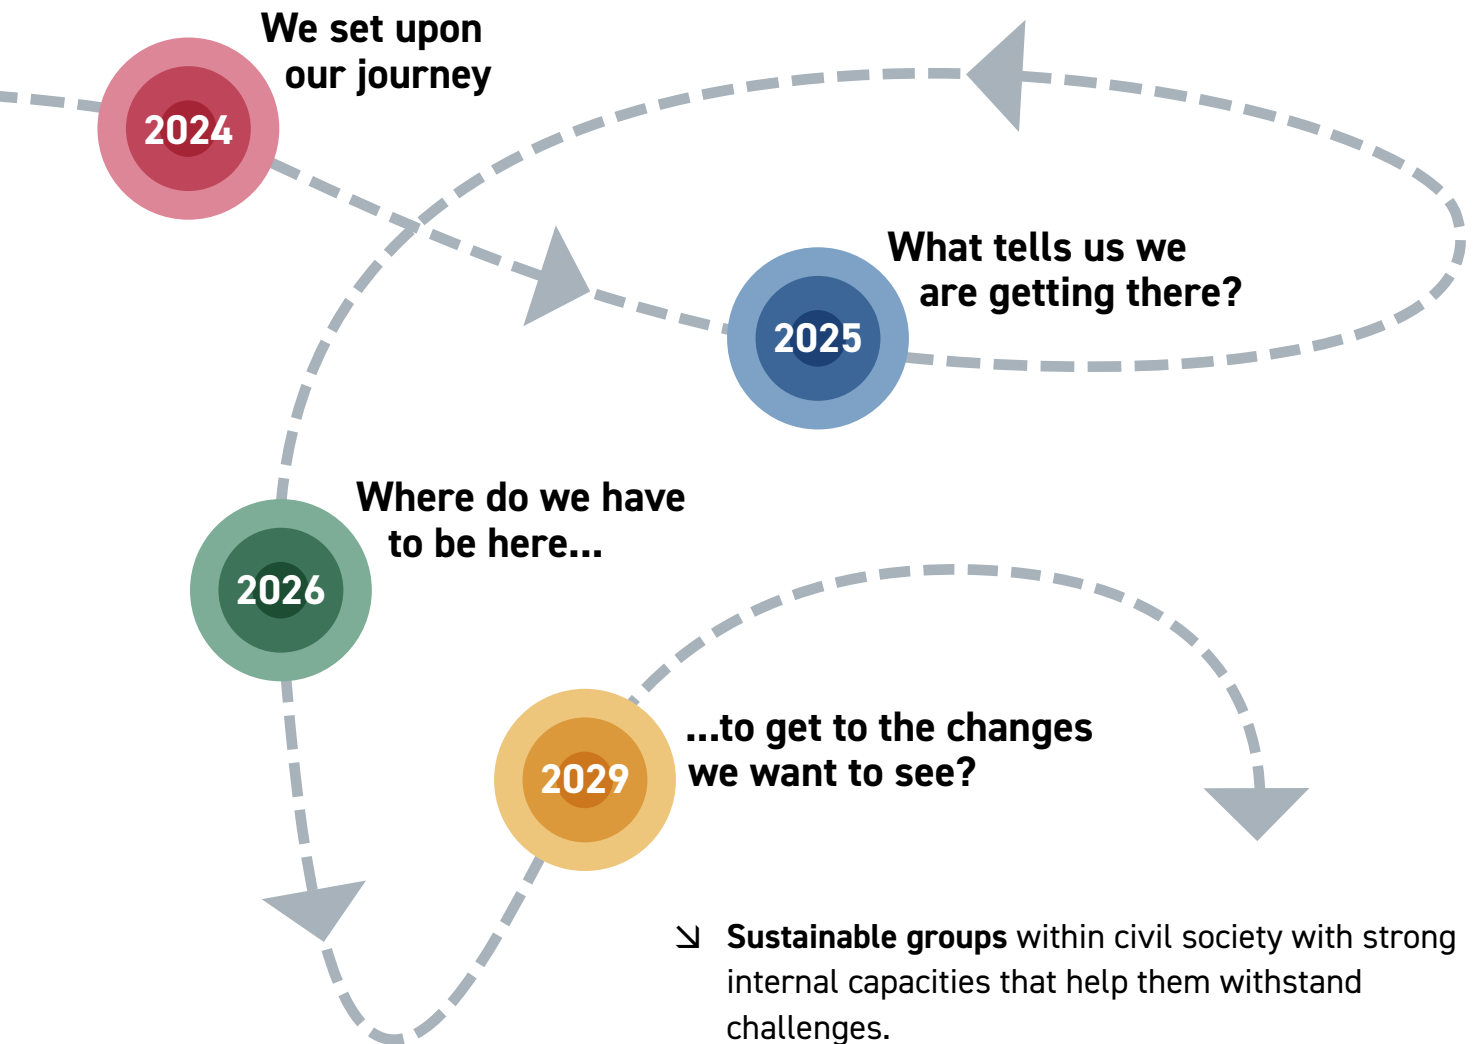 We set upon
our journey
2024
What tells us we
are getting there?
2025
Where do we have
to be here...
2026
...to get to the changes
we want to see?
2029
↘ Sustainable groups within civil society with strong
internal capacities that help them withstand
challenges.